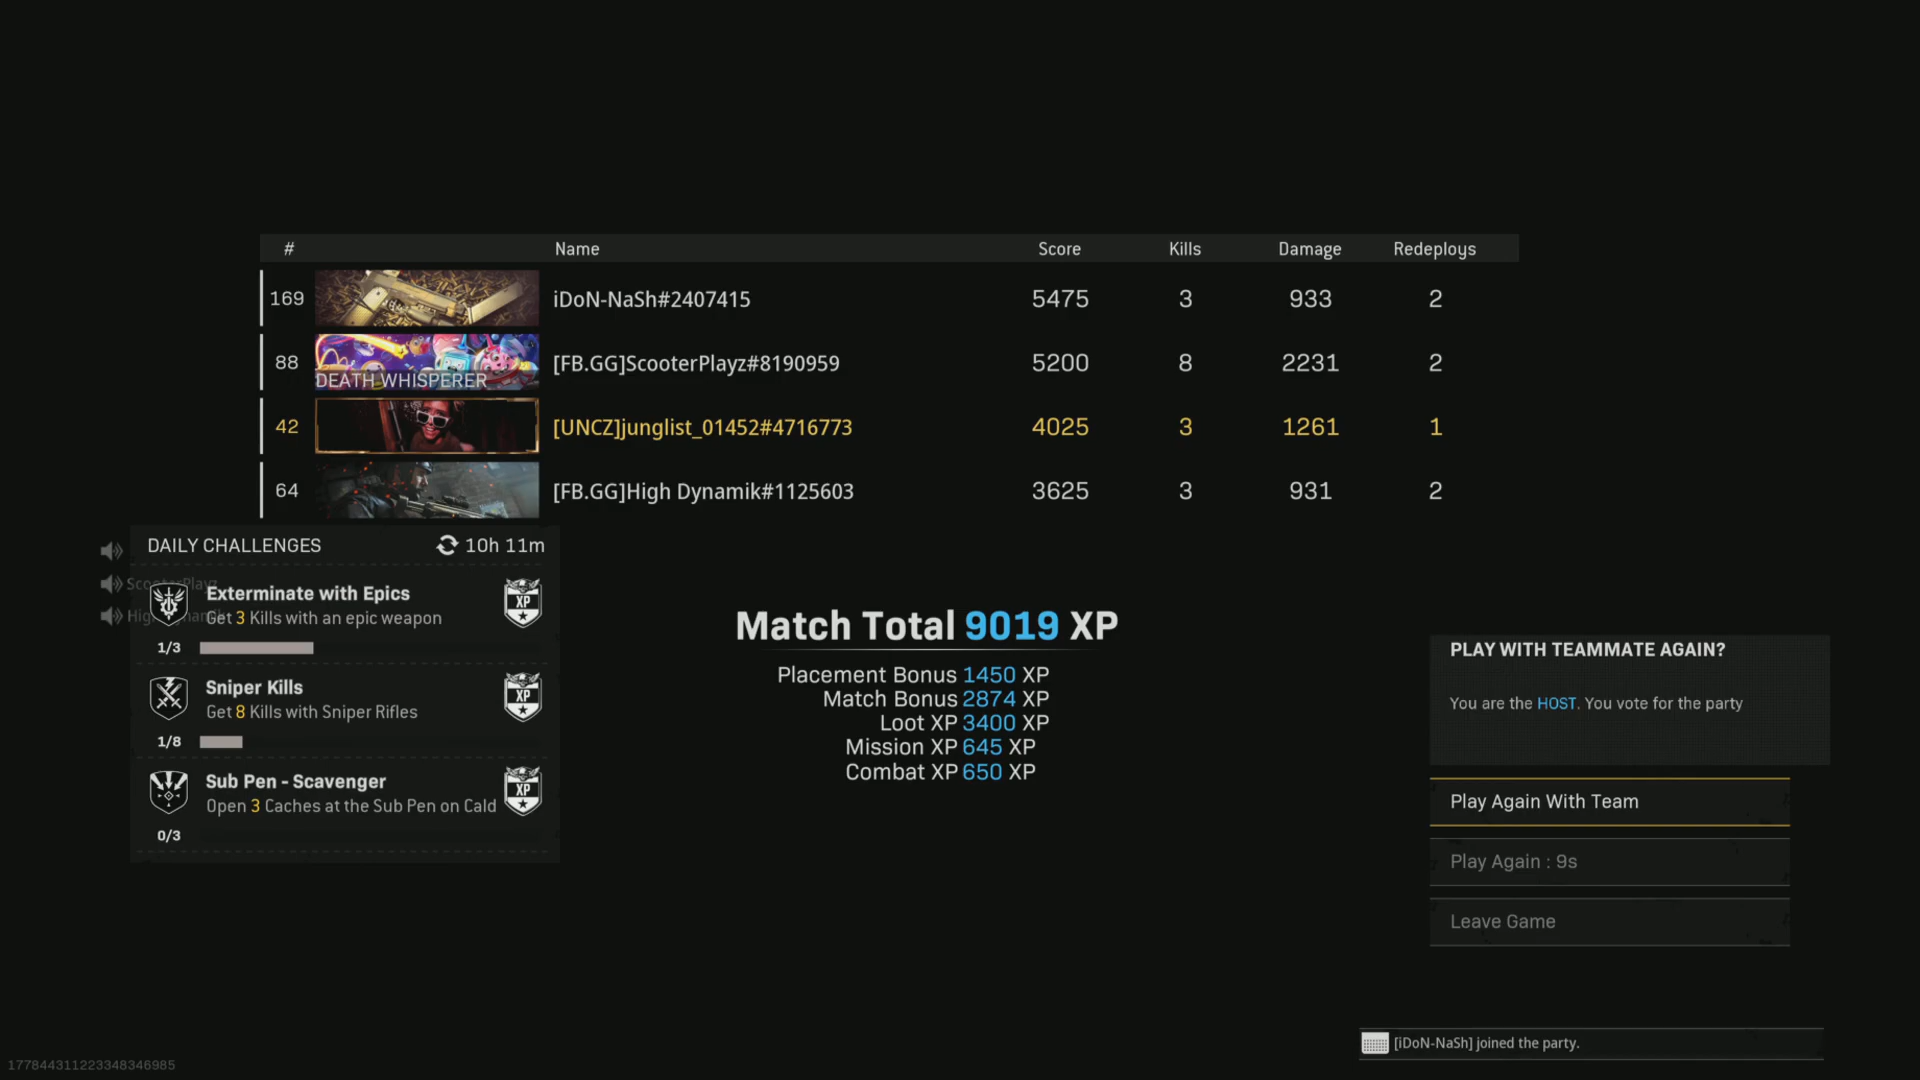 # Name Score Kills Damage Redeploys
169 iDoN-NaSh#2407415 5475 3 933 2
88 DEATH WHISPERER [FB.GG]ScooterPlayz#8190959 5200 8 2231 2
42 [UNCZ]junglist_01452#4716773 4025 3 1261 1
64 [FB.GG]High Dynamik#1125603 3625 3 931 2
DAILY CHALLENGES 10h 11m
Exterminate with Epics
Get 3 Kills with an epic weapon
XP
1/3
Sniper Kills
Get 8 Kills with Sniper Rifles
XP
1/8
Sub Pen - Scavenger
Open 3 Caches at the Sub Pen on Cald
XP
0/3
Match Total 9019 XP
Placement Bonus 1450 XP
Match Bonus 2874 XP
Loot XP 3400 XP
Mission XP 645 XP
Combat XP 650 XP
PLAY WITH TEAMMATE AGAIN?
You are the HOST. You vote for the party
Play Again With Team
Play Again : 9s
Leave Game
[iDoN-NaSh] joined the party.